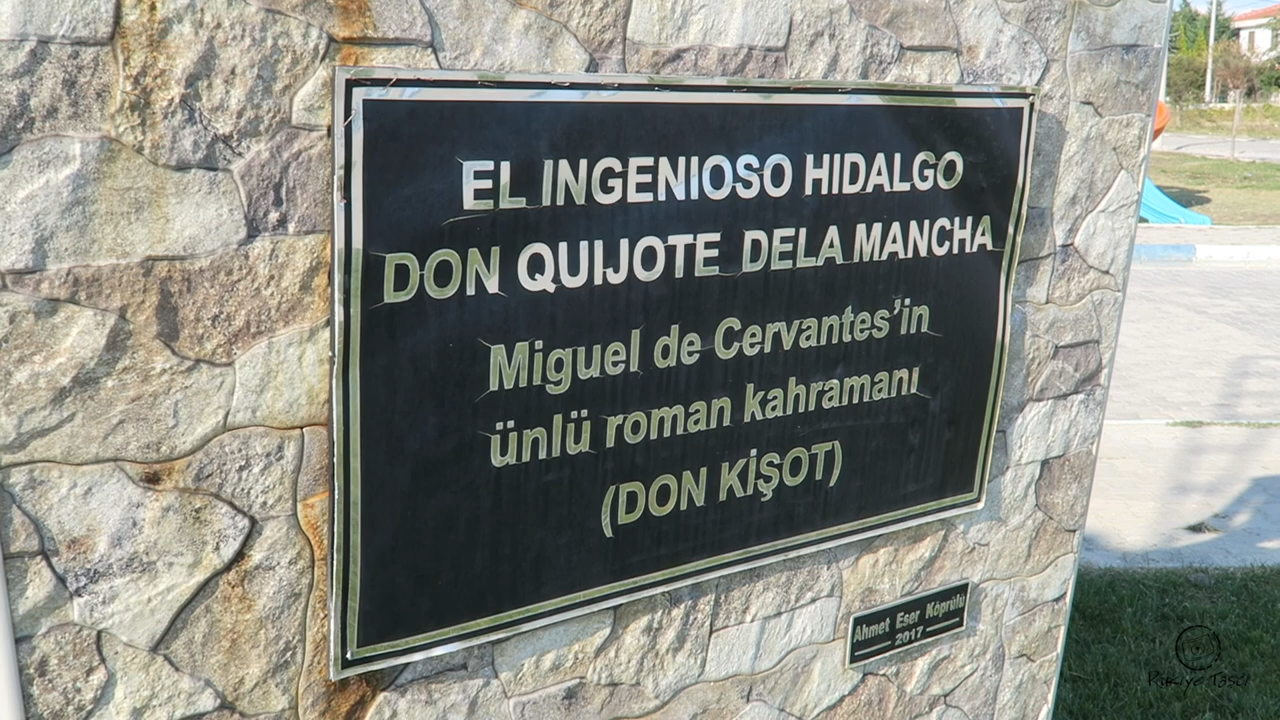 EL INGENIOSO HIDALGO
DON QUIJOTE DELA MANCHA
Miguel de Cervantes'in
ünlü roman kahramanı
(DON KİŞOT)
Ahmet Eser Köprülü
2017